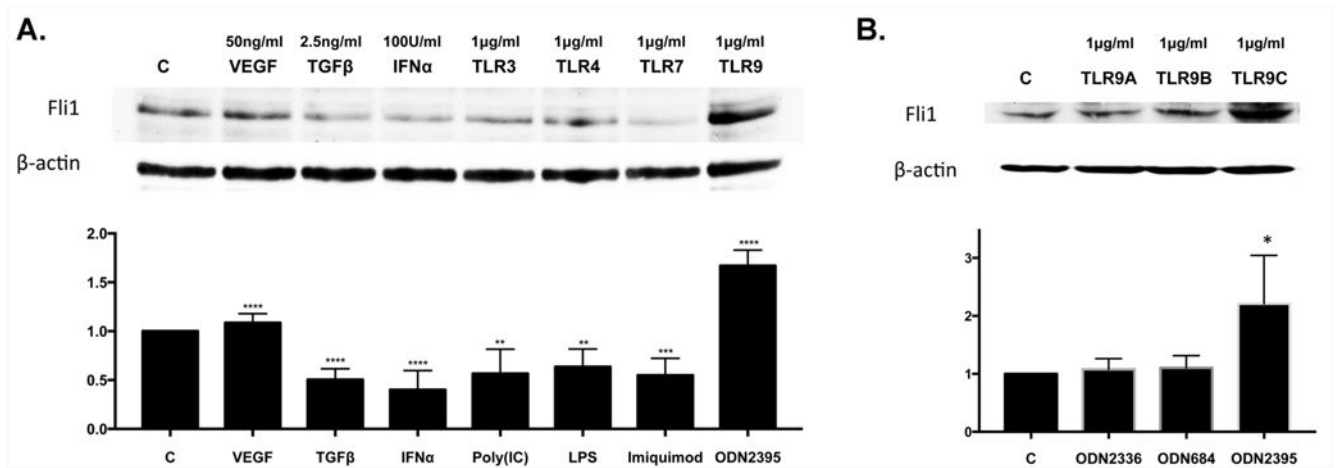 A.
50ng/ml 2.5ng/ml 100U/ml 1µg/ml 1µg/ml 1µg/ml 1µg/ml
C VEGF TGFβ IFNα TLR3 TLR4 TLR7 TLR9
Fli1
β-actin
2.0
1.5
1.0
0.5
0.0
**** **** **** ** ** *** ****
C VEGF TGFβ IFNα Poly(IC) LPS Imiquimod ODN2395
B.
1µg/ml 1µg/ml 1µg/ml
C TLR9A TLR9B TLR9C
Fli1
β-actin
3
2
1
0
*
C ODN2336 ODN684 ODN2395